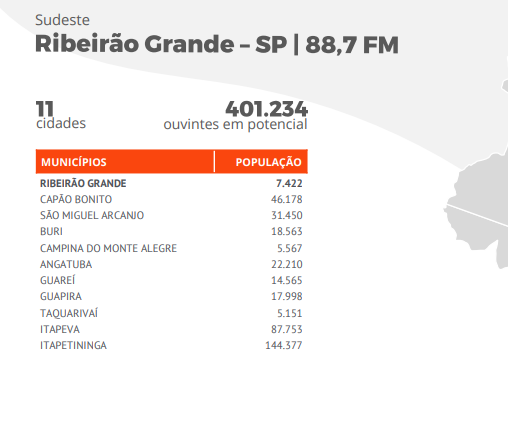 Sudeste
Ribeirão Grande – SP | 88,7 FM
11 401.234
cidades ouvintes em potencial
MUNICÍPIOS POPULAÇÃO
RIBEIRÃO GRANDE 7.422
CAPÃO BONITO 46.178
SÃO MIGUEL ARCANJO 31.450
BURI 18.563
CAMPINA DO MONTE ALEGRE 5.567
ANGATUBA 22.210
GUAREÍ 14.565
GUAPIRA 17.998
TAQUARIVAÍ 5.151
ITAPEVA 87.753
ITAPETININGA 144.377